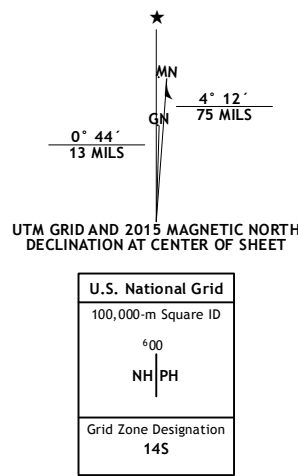 ★
MN
4° 12´
75 MILS
GN
0° 44´
13 MILS
UTM GRID AND 2015 MAGNETIC NORTH
DECLINATION AT CENTER OF SHEET
U.S. National Grid
100,000-m Square ID
⁶00
NH PH
Grid Zone Designation
14S